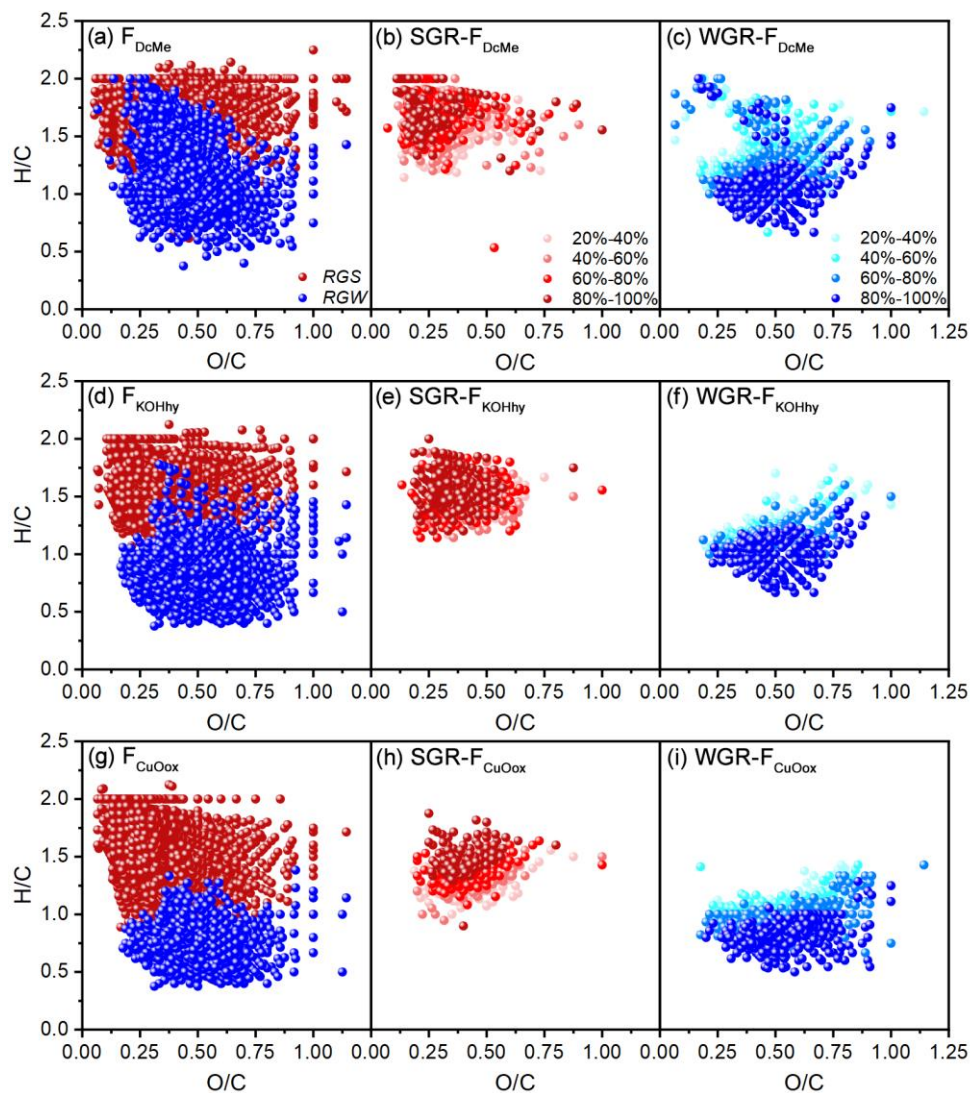 (a) F DcMe
(b) SGR-F DcMe
(c) WGR-F DcMe
2.5
2.0
1.5
1.0
0.5
0.0
H/C
RGS
RGW
20%-40%
40%-60%
60%-80%
80%-100%
20%-40%
40%-60%
60%-80%
80%-100%
0.00 0.25 0.50 0.75 1.00 0.00 0.25 0.50 0.75 1.00 0.00 0.25 0.50 0.75 1.00 1.25
O/C O/C O/C
(d) F KOHhy
(e) SGR-F KOHhy
(f) WGR-F KOHhy
2.5
2.0
1.5
1.0
0.5
0.0
H/C
0.00 0.25 0.50 0.75 1.00 0.00 0.25 0.50 0.75 1.00 0.00 0.25 0.50 0.75 1.00 1.25
O/C O/C O/C
(g) F CuOox
(h) SGR-F CuOox
(i) WGR-F CuOox
2.5
2.0
1.5
1.0
0.5
0.0
H/C
0.00 0.25 0.50 0.75 1.00 0.00 0.25 0.50 0.75 1.00 0.00 0.25 0.50 0.75 1.00 1.25
O/C O/C O/C